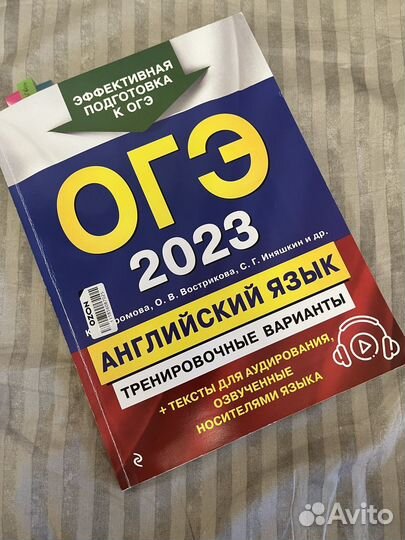 ЭФФЕКТИВНАЯ
ПОДГОТОВКА
К ОГЭ
ОГЭ
2023
О. В. Вострикова, С. Г. Иняшкин и др.
OZON
АНГЛИЙСКИЙ ЯЗЫК
ТРЕНИРОВОЧНЫЕ ВАРИАНТЫ
+ ТЕКСТЫ ДЛЯ АУДИРОВАНИЯ,
ОЗВУЧЕННЫЕ
НОСИТЕЛЯМИ ЯЗЫКА
Avito